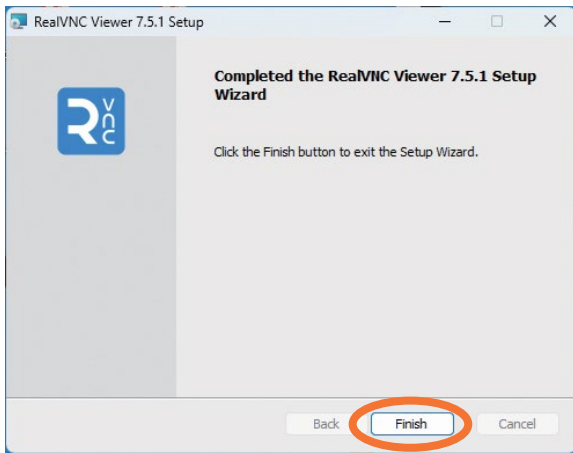 RealVNC Viewer 7.5.1 Setup
R VNC
Completed the RealVNC Viewer 7.5.1 Setup
Wizard
Click the Finish button to exit the Setup Wizard.
Back Finish Cancel